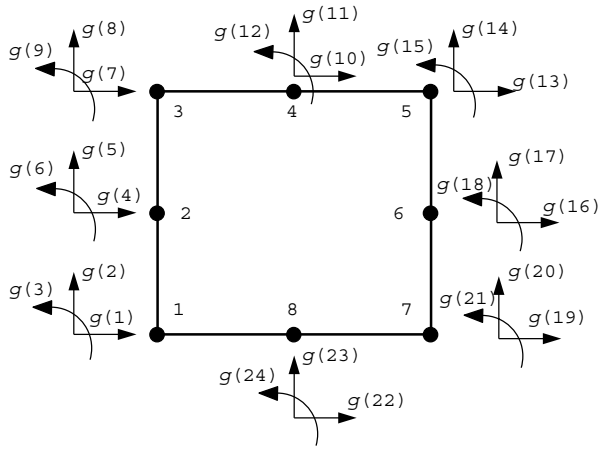 g(11)
g(8)
g(12)
g(14)
g(9)
g(15)
g(10)
g(7)
g(13)
3
4
5
g(5)
g(17)
g(6)
g(18)
g(4)
2
6
g(16)
g(2)
g(20)
g(3)
1
8
7
g(21)
g(1)
g(19)
g(23)
g(24)
g(22)